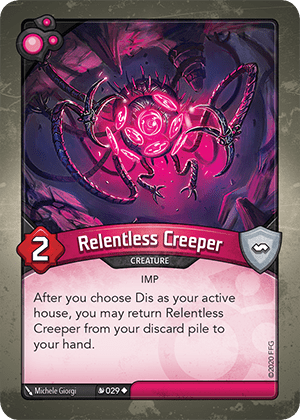 Relentless Creeper
2
CREATURE
IMP
After you choose Dis as your active
house, you may return Relentless
Creeper from your discard pile to
your hand.
©2020 FFG
Michele Giorgi
029